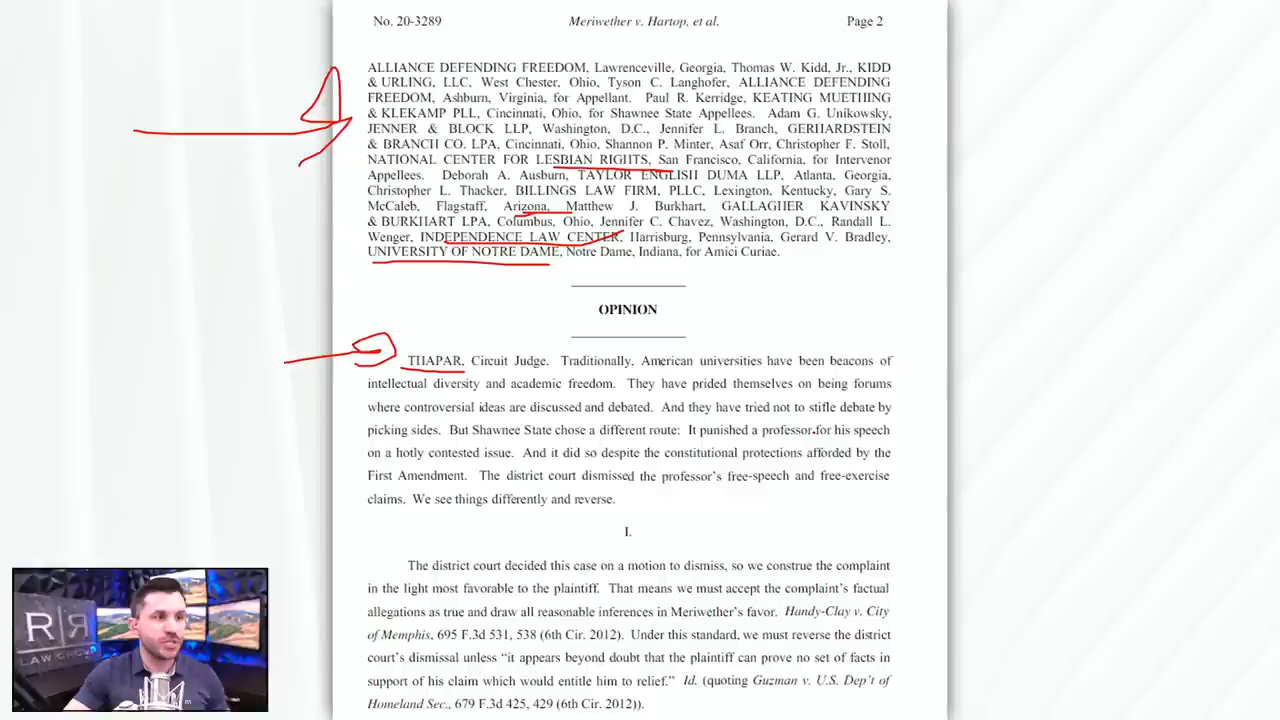 No. 20-3289 Meriwether v. Hartop, et al. Page 2
ALLIANCE DEFENDING FREEDOM, Lawrenceville, Georgia, Thomas W. Kidd, Jr., KIDD
& URLING, LLC, West Chester, Ohio, Tyson C. Langhofer, ALLIANCE DEFENDING
FREEDOM, Ashburn, Virginia, for Appellant. Paul R. Kerridge, KEATING MUETHING
& KLEKAMP PLL, Cincinnati, Ohio, for Shawnee State Appellees. Adam G. Unikowsky,
JENNER & BLOCK LLP, Washington, D.C., Jennifer L. Branch, GERHARDSTEIN
& BRANCH CO. LPA, Cincinnati, Ohio, Shannon P. Minter, Asaf Orr, Christopher F. Stoll,
NATIONAL CENTER FOR LESBIAN RIGHTS, San Francisco, California, for Intervenor
Appellees. Deborah A. Ausburn, TAYLOR ENGLISH DUMA LLP, Atlanta, Georgia,
Christopher L. Thacker, BILLINGS LAW FIRM, PLLC, Lexington, Kentucky, Gary S.
McCaleb, Flagstaff, Arizona, Matthew J. Burkhart, GALLAGHER KAVINSKY
& BURKHART LPA, Columbus, Ohio, Jennifer C. Chavez, Washington, D.C., Randall L.
Wenger, INDEPENDENCE LAW CENTER, Harrisburg, Pennsylvania, Gerard V. Bradley,
UNIVERSITY OF NOTRE DAME, Notre Dame, Indiana, for Amici Curiae.
OPINION
THAPAR, Circuit Judge. Traditionally, American universities have been beacons of
intellectual diversity and academic freedom. They have prided themselves on being forums
where controversial ideas are discussed and debated. And they have tried not to stifle debate by
picking sides. But Shawnee State chose a different route: It punished a professor for his speech
on a hotly contested issue. And it did so despite the constitutional protections afforded by the
First Amendment. The district court dismissed the professor's free-speech and free-exercise
claims. We see things differently and reverse.
I.
The district court decided this case on a motion to dismiss, so we construe the complaint
in the light most favorable to the plaintiff. That means we must accept the complaint's factual
allegations as true and draw all reasonable inferences in Meriwether's favor. Handy-Clay v. City
of Memphis, 695 F.3d 531, 538 (6th Cir. 2012). Under this standard, we must reverse the district
court's dismissal unless "it appears beyond doubt that the plaintiff can prove no set of facts in
support of his claim which would entitle him to relief." Id. (quoting Guzman v. U.S. Dep't of
Homeland Sec., 679 F.3d 425, 429 (6th Cir. 2012)).
R R
LAW GROUP